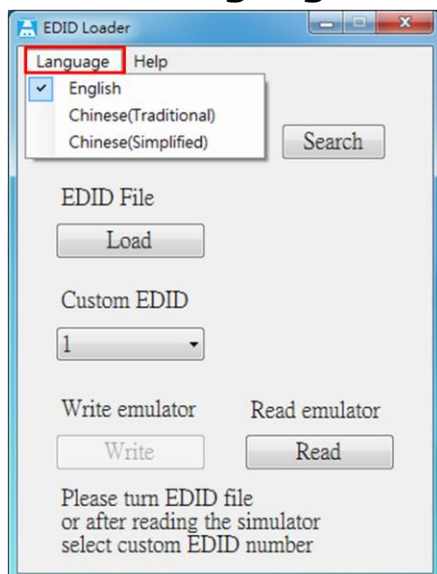 EDID Loader
Language Help
English
Chinese(Traditional)
Chinese(Simplified)
Search
EDID File
Load
Custom EDID
1
Write emulator Read emulator
Write Read
Please turn EDID file
or after reading the simulator
select custom EDID number